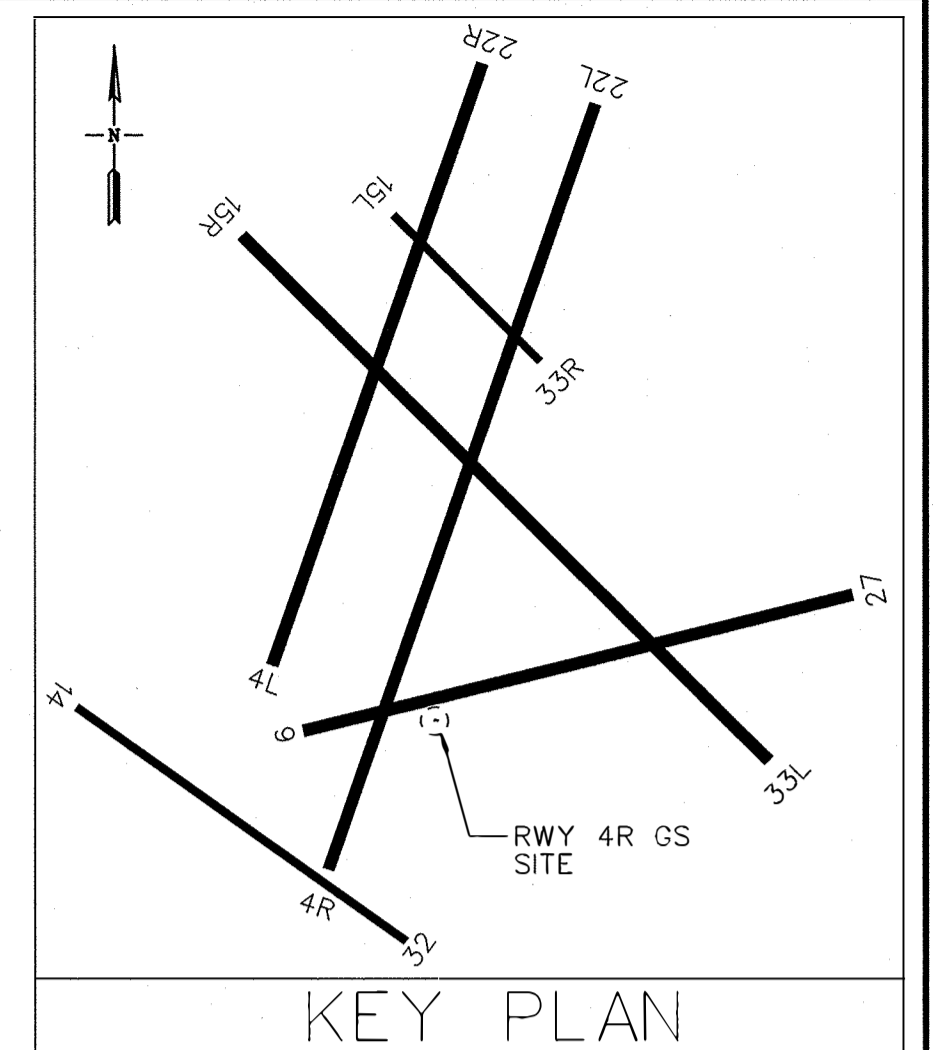 22R
22L
N
15L
15R
33R
27
4L
14
9
33L
RWY 4R GS
SITE
4R
32
KEY PLAN